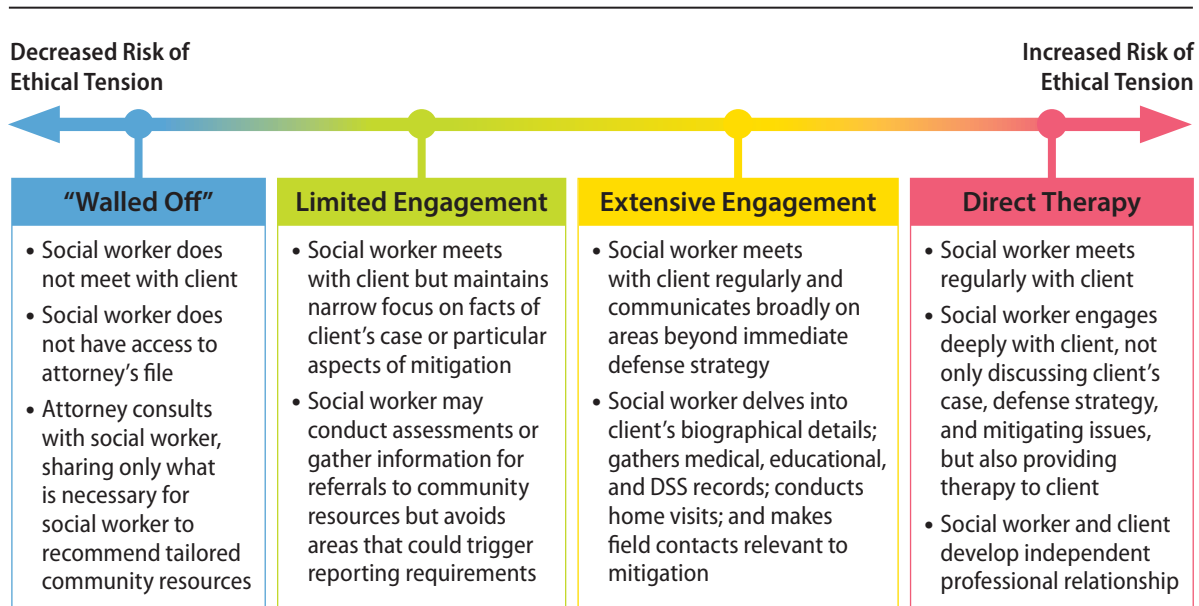 Decreased Risk of
Ethical Tension
Increased Risk of
Ethical Tension
“Walled Off”
• Social worker does
not meet with client
• Social worker does
not have access to
attorney’s file
• Attorney consults
with social worker,
sharing only what
is necessary for
social worker to
recommend tailored
community resources
Limited Engagement
• Social worker meets
with client but maintains
narrow focus on facts of
client’s case or particular
aspects of mitigation
• Social worker may
conduct assessments or
gather information for
referrals to community
resources but avoids
areas that could trigger
reporting requirements
Extensive Engagement
• Social worker meets
with client regularly and
communicates broadly on
areas beyond immediate
defense strategy
• Social worker delves into
client’s biographical details;
gathers medical, educational,
and DSS records; conducts
home visits; and makes
field contacts relevant to
mitigation
Direct Therapy
• Social worker meets
regularly with client
• Social worker engages
deeply with client, not
only discussing client’s
case, defense strategy,
and mitigating issues,
but also providing
therapy to client
• Social worker and client
develop independent
professional relationship